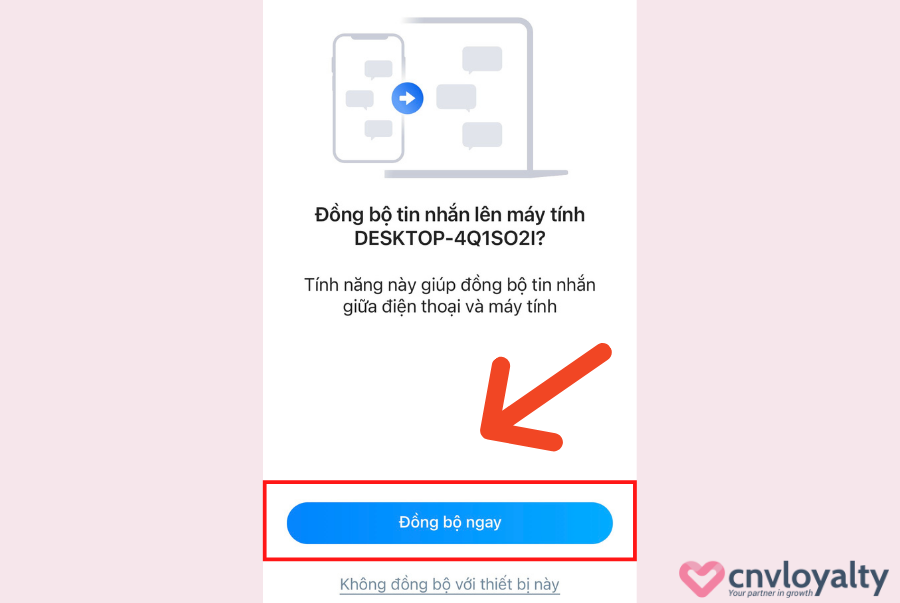 Đồng bộ tin nhắn lên máy tính
DESKTOP-4Q1SO2I?
Tính năng này giúp đồng bộ tin nhắn
giữa điện thoại và máy tính
Đồng bộ ngay
Không đồng bộ với thiết bị này
cnvloyalty
Your partner in growth